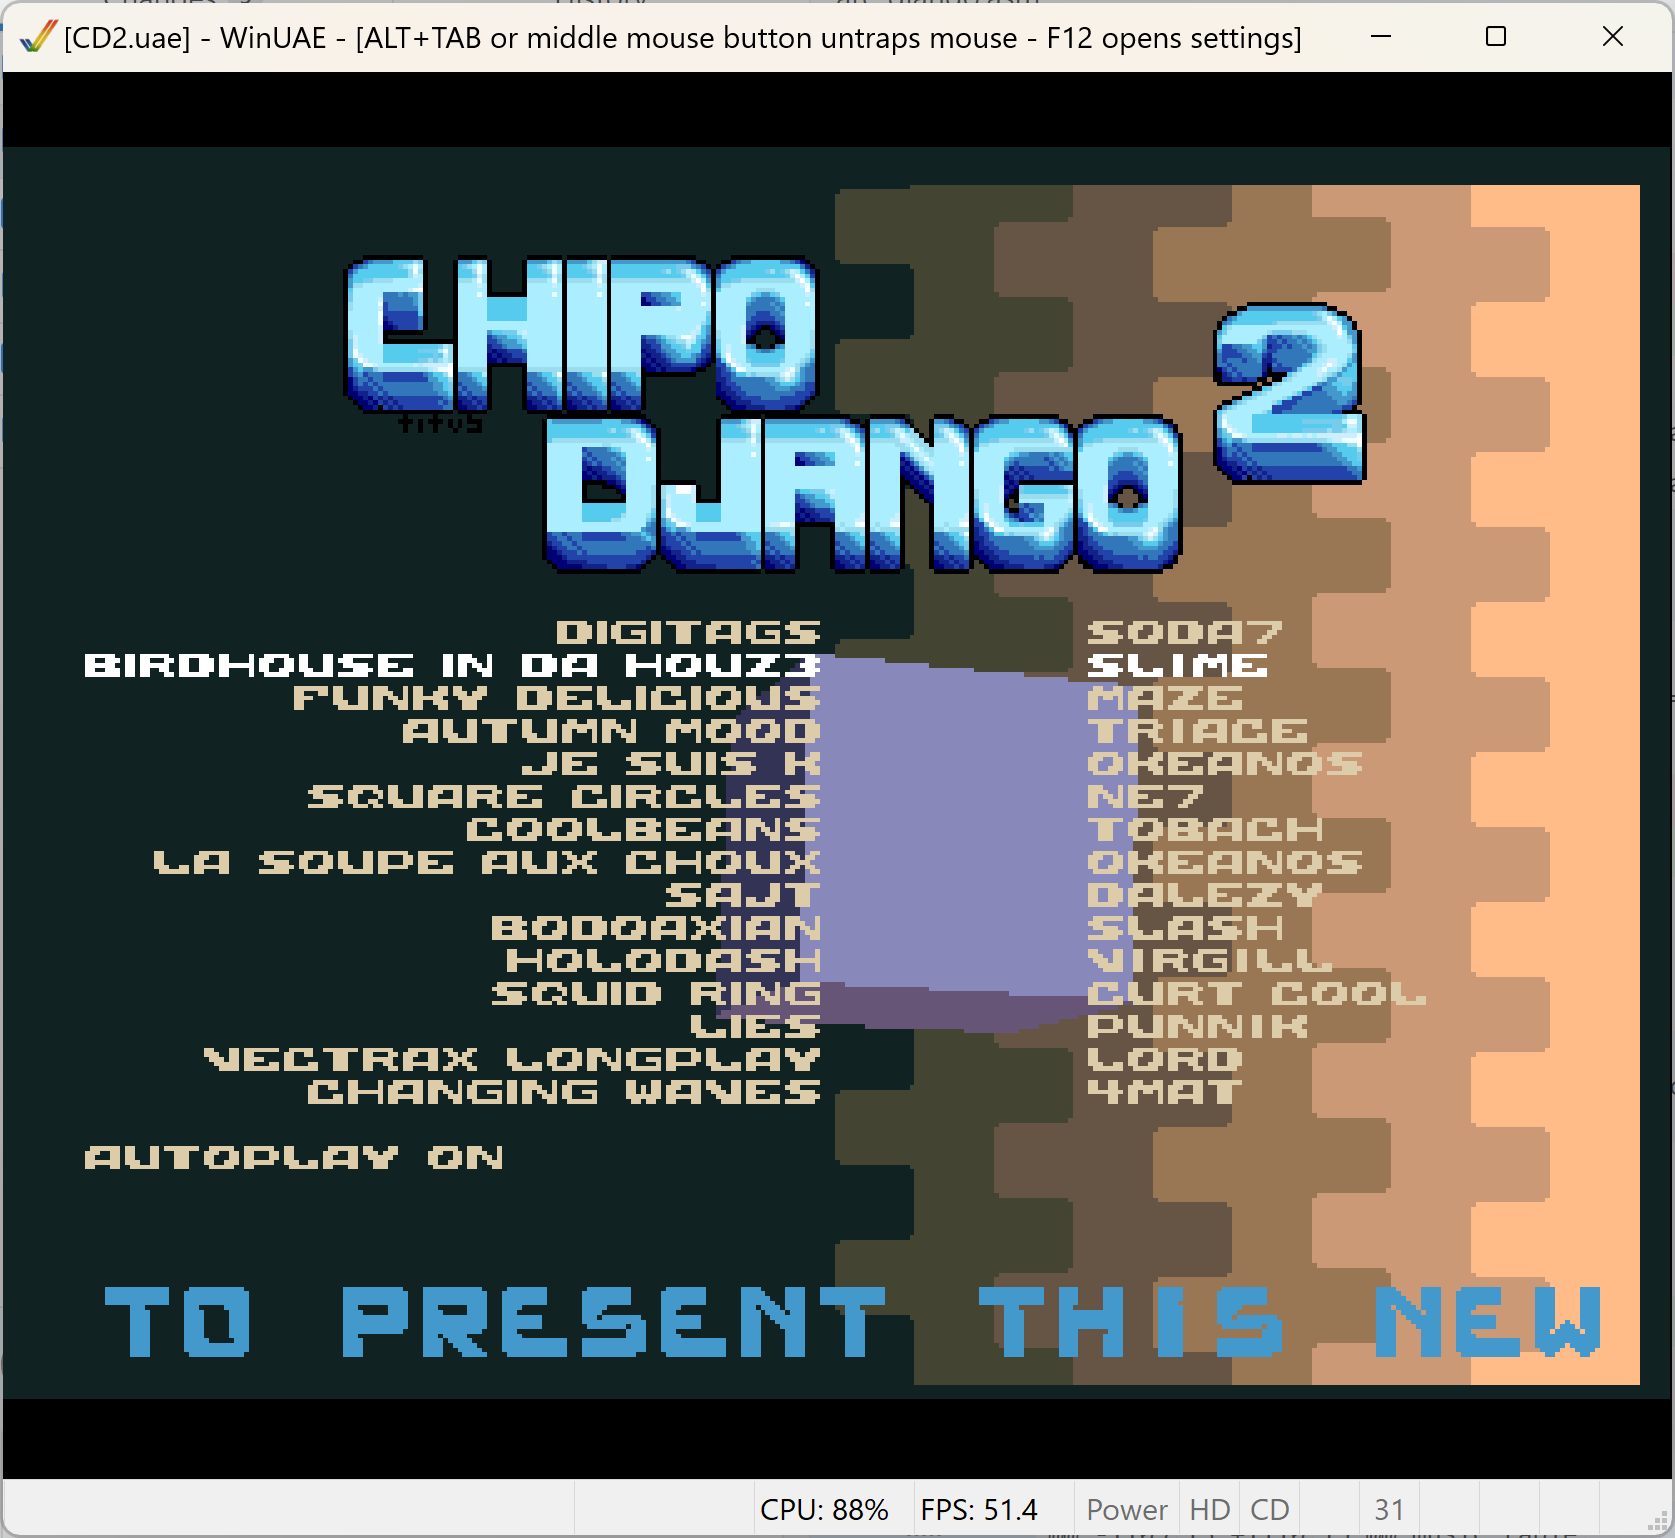 [CD2.uae] - WinUAE - [ALT+TAB or middle mouse button untraps mouse - F12 opens settings]
CHIPO
DJANGO 2
titus
DIGITAGS SODA7
BIRDHOUSE IN DA HOUZ3 SLIME
FUNKY DELICIOUS MAZE
AUTUMN MOOD TRIACE
JE SUIS K OKEANOS
SQUARE CIRCLES NE7
COOLBEANS TOBACH
LA SOUPE AUX CHOUX OKEANOS
SAJT DALEZY
BODOAXIAN SLASH
HOLODASH VIRGILL
SQUID RING CURT COOL
LIES PUNNIK
VECTRAX LONGPLAY LORD
CHANGING WAVES 4MAT
AUTOPLAY ON
TO PRESENT THIS NEW
CPU: 88% FPS: 51.4 Power HD CD 31